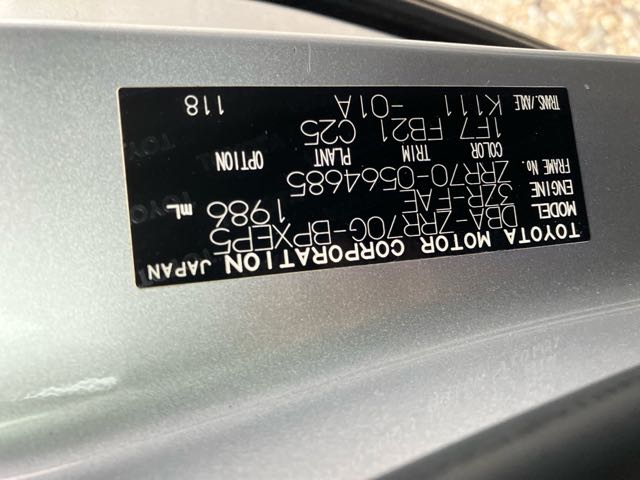 TOYOTA MOTOR CORPORATION JAPAN
MODEL DBA-ZRR70G-BPXEP5
ENGINE 3ZR-FAE 1986 mL
FRAME No. ZRR70-0564685
COLOR TRIM PLANT OPTION
1F7 FB21 C25
TRANS./AXLE K111 -01A 118